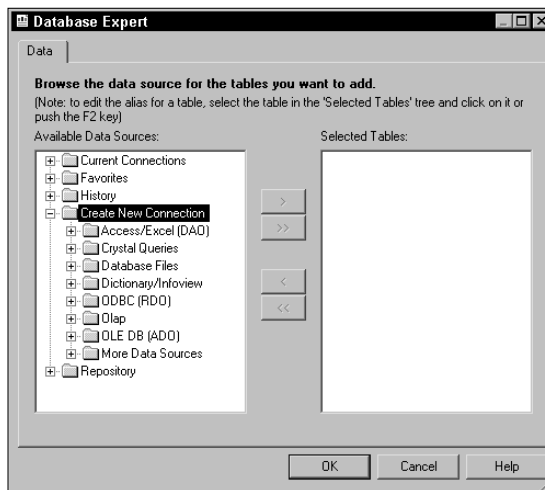 Database Expert
Data
Browse the data source for the tables you want to add.
(Note: to edit the alias for a table, select the table in the 'Selected Tables' tree and click on it or
push the F2 key)
Available Data Sources:
Selected Tables:
Current Connections
Favorites
History
Create New Connection
Access/Excel (DAO)
Crystal Queries
Database Files
Dictionary/Infoview
ODBC (RDO)
Olap
OLE DB (ADO)
More Data Sources
Repository
>
>>
<
<<
OK
Cancel
Help